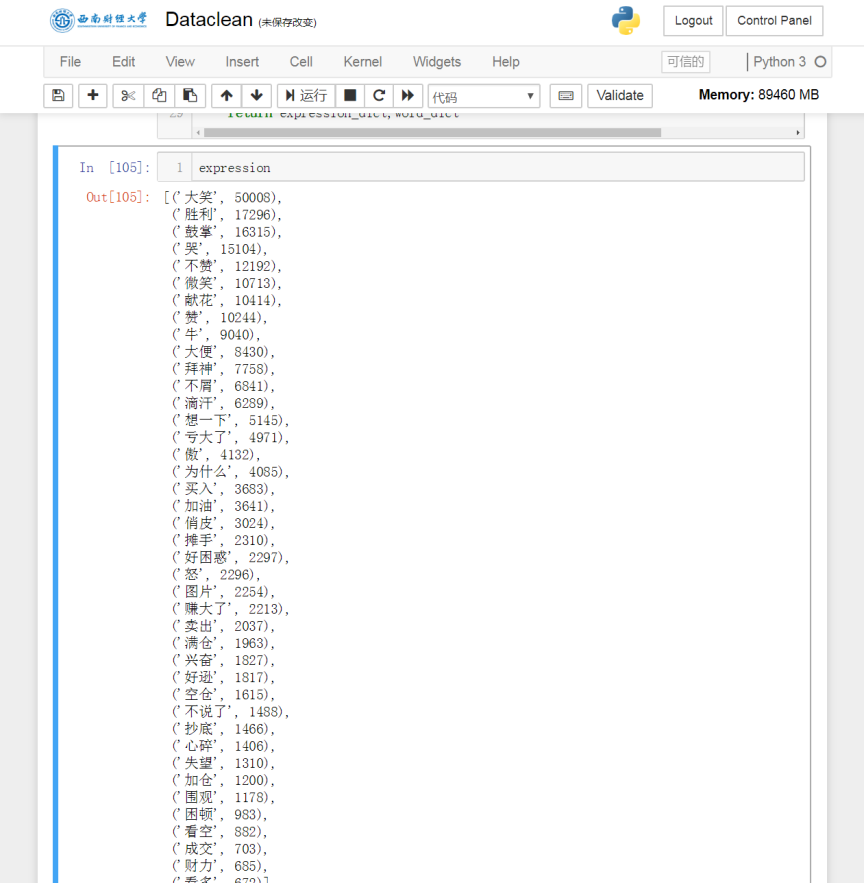 西南财经大学 Dataclean (未保存改变) Logout Control Panel
File Edit View Insert Cell Kernel Widgets Help 可信的 Python 3
运行 代码 Validate Memory: 89460 MB
29 return expression_dict,word_dict
In [105]: 1 expression
Out[105]: [('大笑', 50008),
('胜利', 17296),
('鼓掌', 16315),
('哭', 15104),
('不赞', 12192),
('微笑', 10713),
('献花', 10414),
('赞', 10244),
('牛', 9040),
('大便', 8430),
('拜神', 7758),
('不屑', 6841),
('滴汗', 6289),
('想一下', 5145),
('亏大了', 4971),
('傲', 4132),
('为什么', 4085),
('买入', 3683),
('加油', 3641),
('俏皮', 3024),
('摊手', 2310),
('好困惑', 2297),
('怒', 2296),
('图片', 2254),
('赚大了', 2213),
('卖出', 2037),
('满仓', 1963),
('兴奋', 1827),
('好逊', 1817),
('空仓', 1615),
('不说了', 1488),
('抄底', 1466),
('心碎', 1406),
('失望', 1310),
('加仓', 1200),
('围观', 1178),
('困顿', 983),
('看空', 882),
('成交', 703),
('财力', 685),
('看多', 672)]